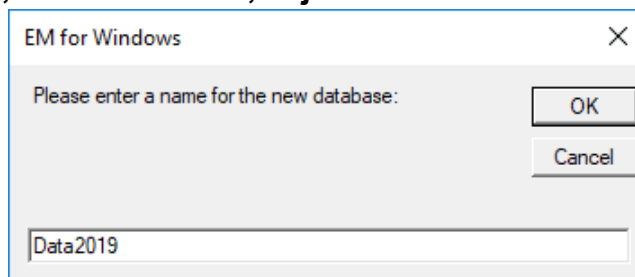 EM for Windows
Please enter a name for the new database:
OK
Cancel
Data2019